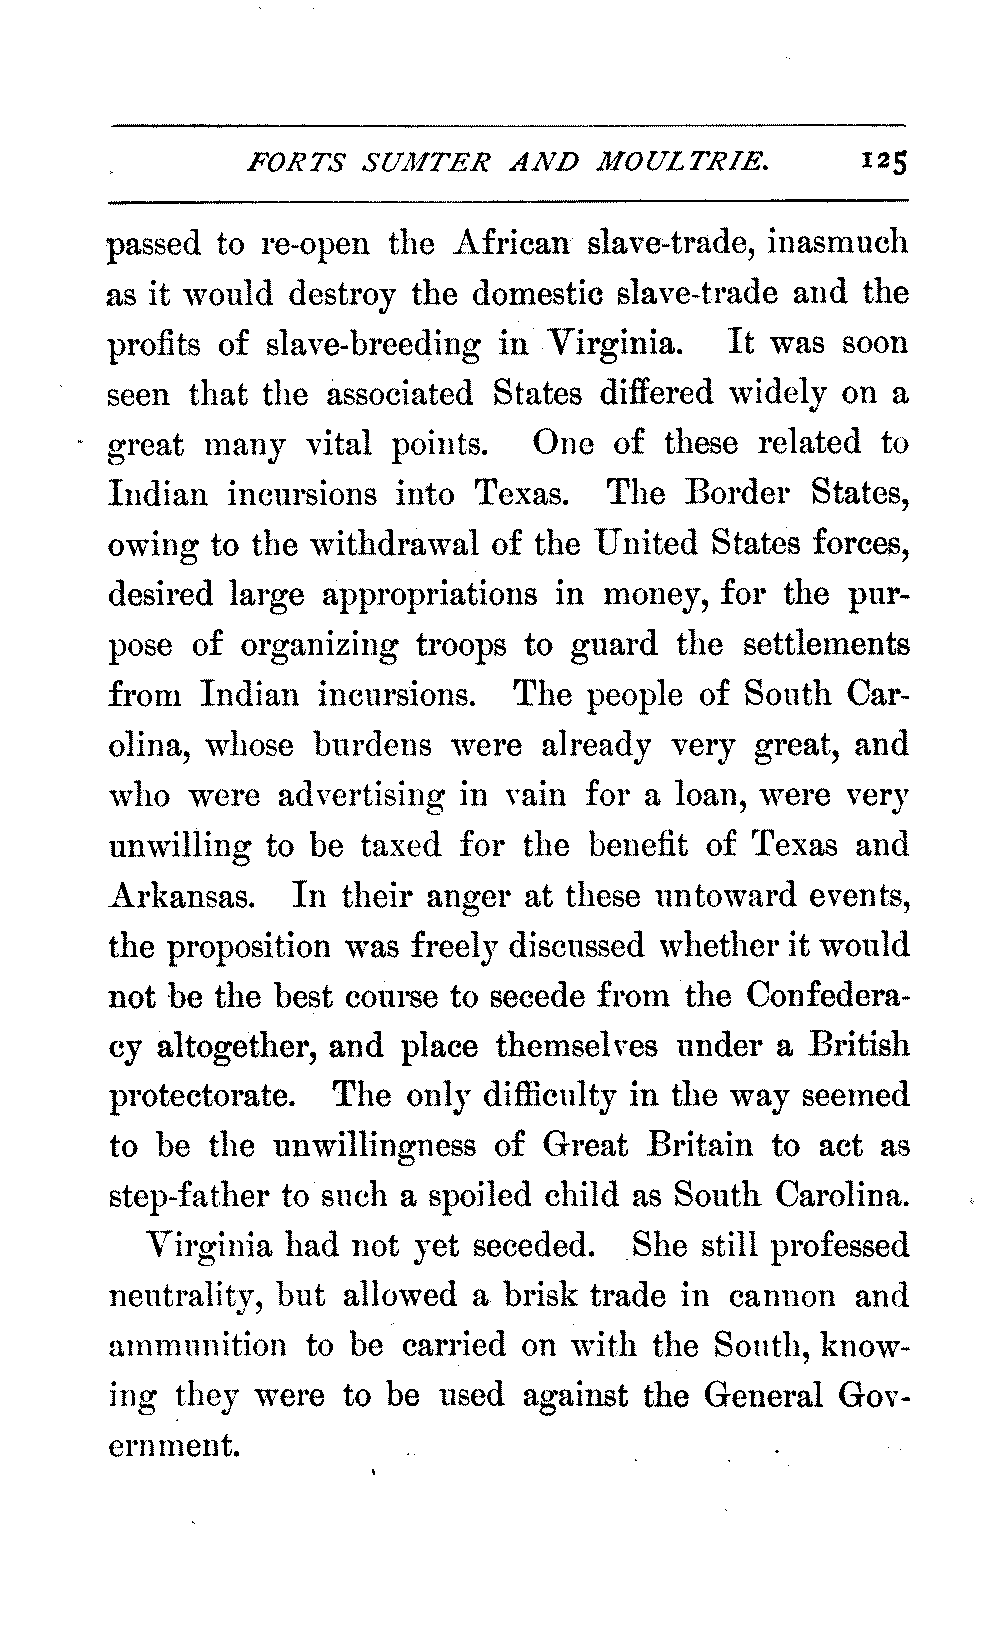 FORTS SUMTER AND MOULTRIE. 125
passed to re-open the African slave-trade, inasmuch
as it would destroy the domestic slave-trade and the
profits of slave-breeding in Virginia. It was soon
seen that the associated States differed widely on a
great many vital points. One of these related to
Indian incursions into Texas. The Border States,
owing to the withdrawal of the United States forces,
desired large appropriations in money, for the pur-
pose of organizing troops to guard the settlements
from Indian incursions. The people of South Car-
olina, whose burdens were already very great, and
who were advertising in vain for a loan, were very
unwilling to be taxed for the benefit of Texas and
Arkansas. In their anger at these untoward events,
the proposition was freely discussed whether it would
not be the best course to secede from the Confedera-
cy altogether, and place themselves under a British
protectorate. The only difficulty in the way seemed
to be the unwillingness of Great Britain to act as
step-father to such a spoiled child as South Carolina.
Virginia had not yet seceded. She still professed
neutrality, but allowed a brisk trade in cannon and
ammunition to be carried on with the South, know-
ing they were to be used against the General Gov-
ernment.